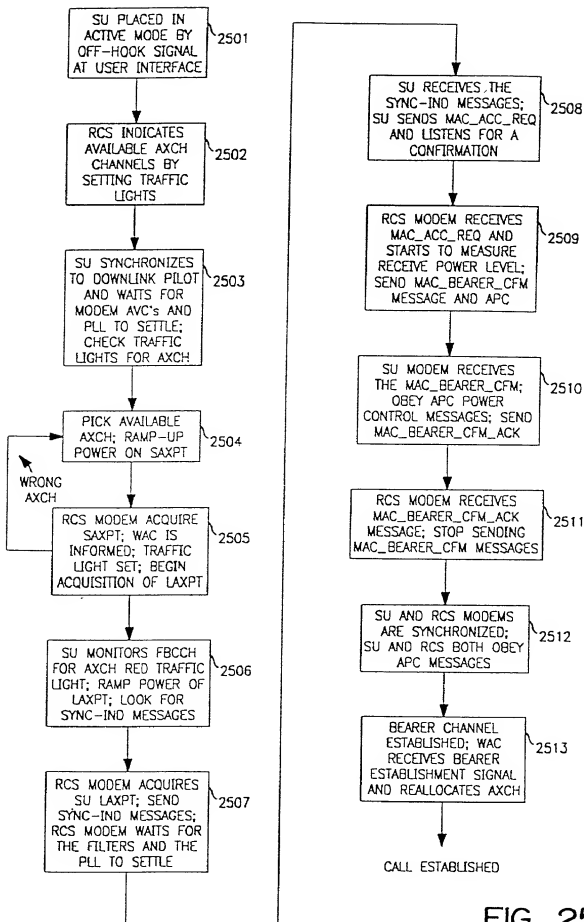 SU PLACED IN
ACTIVE MODE BY
OFF-HOOK SIGNAL
AT USER INTERFACE
2501
RCS INDICATES
AVAILABLE AXCH
CHANNELS BY
SETTING TRAFFIC
LIGHTS
2502
SU SYNCHRONIZES
TO DOWNLINK PILOT
AND WAITS FOR
MODEM AVC's AND
PLL TO SETTLE;
CHECK TRAFFIC
LIGHTS FOR AXCH
2503
PICK AVAILABLE
AXCH; RAMP-UP
POWER ON SAXPT
2504
WRONG
AXCH
RCS MODEM ACQUIRE
SAXPT; WAC IS
INFORMED; TRAFFIC
LIGHT SET; BEGIN
ACQUISITION OF LAXPT
2505
SU MONITORS FBCCH
FOR AXCH RED TRAFFIC
LIGHT; RAMP POWER OF
LAXPT; LOOK FOR
SYNC-IND MESSAGES
2506
RCS MODEM ACQUIRES
SU LAXPT; SEND
SYNC-IND MESSAGES;
RCS MODEM WAITS FOR
THE FILTERS AND THE
PLL TO SETTLE
2507
SU RECEIVES THE
SYNC-IND MESSAGES;
SU SENDS MAC_ACC_REQ
AND LISTENS FOR A
CONFIRMATION
2508
RCS MODEM RECEIVES
MAC_ACC_REQ AND
STARTS TO MEASURE
RECEIVE POWER LEVEL;
SEND MAC_BEARER_CFM
MESSAGE AND APC
2509
SU MODEM RECEIVES
THE MAC_BEARER_CFM;
OBEY APC POWER
CONTROL MESSAGES; SEND
MAC_BEARER_CFM_ACK
2510
RCS MODEM RECEIVES
MAC_BEARER_CFM_ACK
MESSAGE; STOP SENDING
MAC_BEARER_CFM MESSAGES
2511
SU AND RCS MODEMS
ARE SYNCHRONIZED;
SU AND RCS BOTH OBEY
APC MESSAGES
2512
BEARER CHANNEL
ESTABLISHED; WAC
RECEIVES BEARER
ESTABLISHMENT SIGNAL
AND REALLOCATES AXCH
2513
CALL ESTABLISHED
FIG. 25